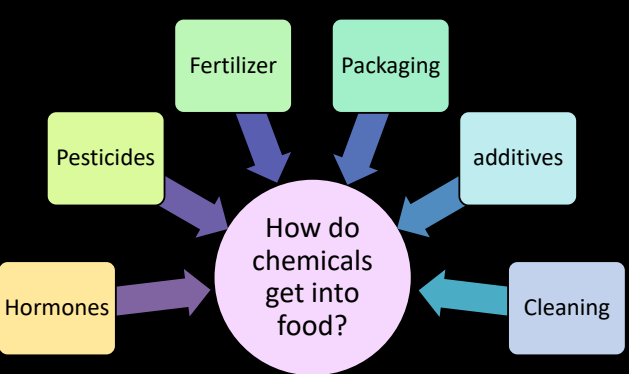 Fertilizer
Packaging
Pesticides
additives
How do
chemicals
get into
food?
Hormones
Cleaning